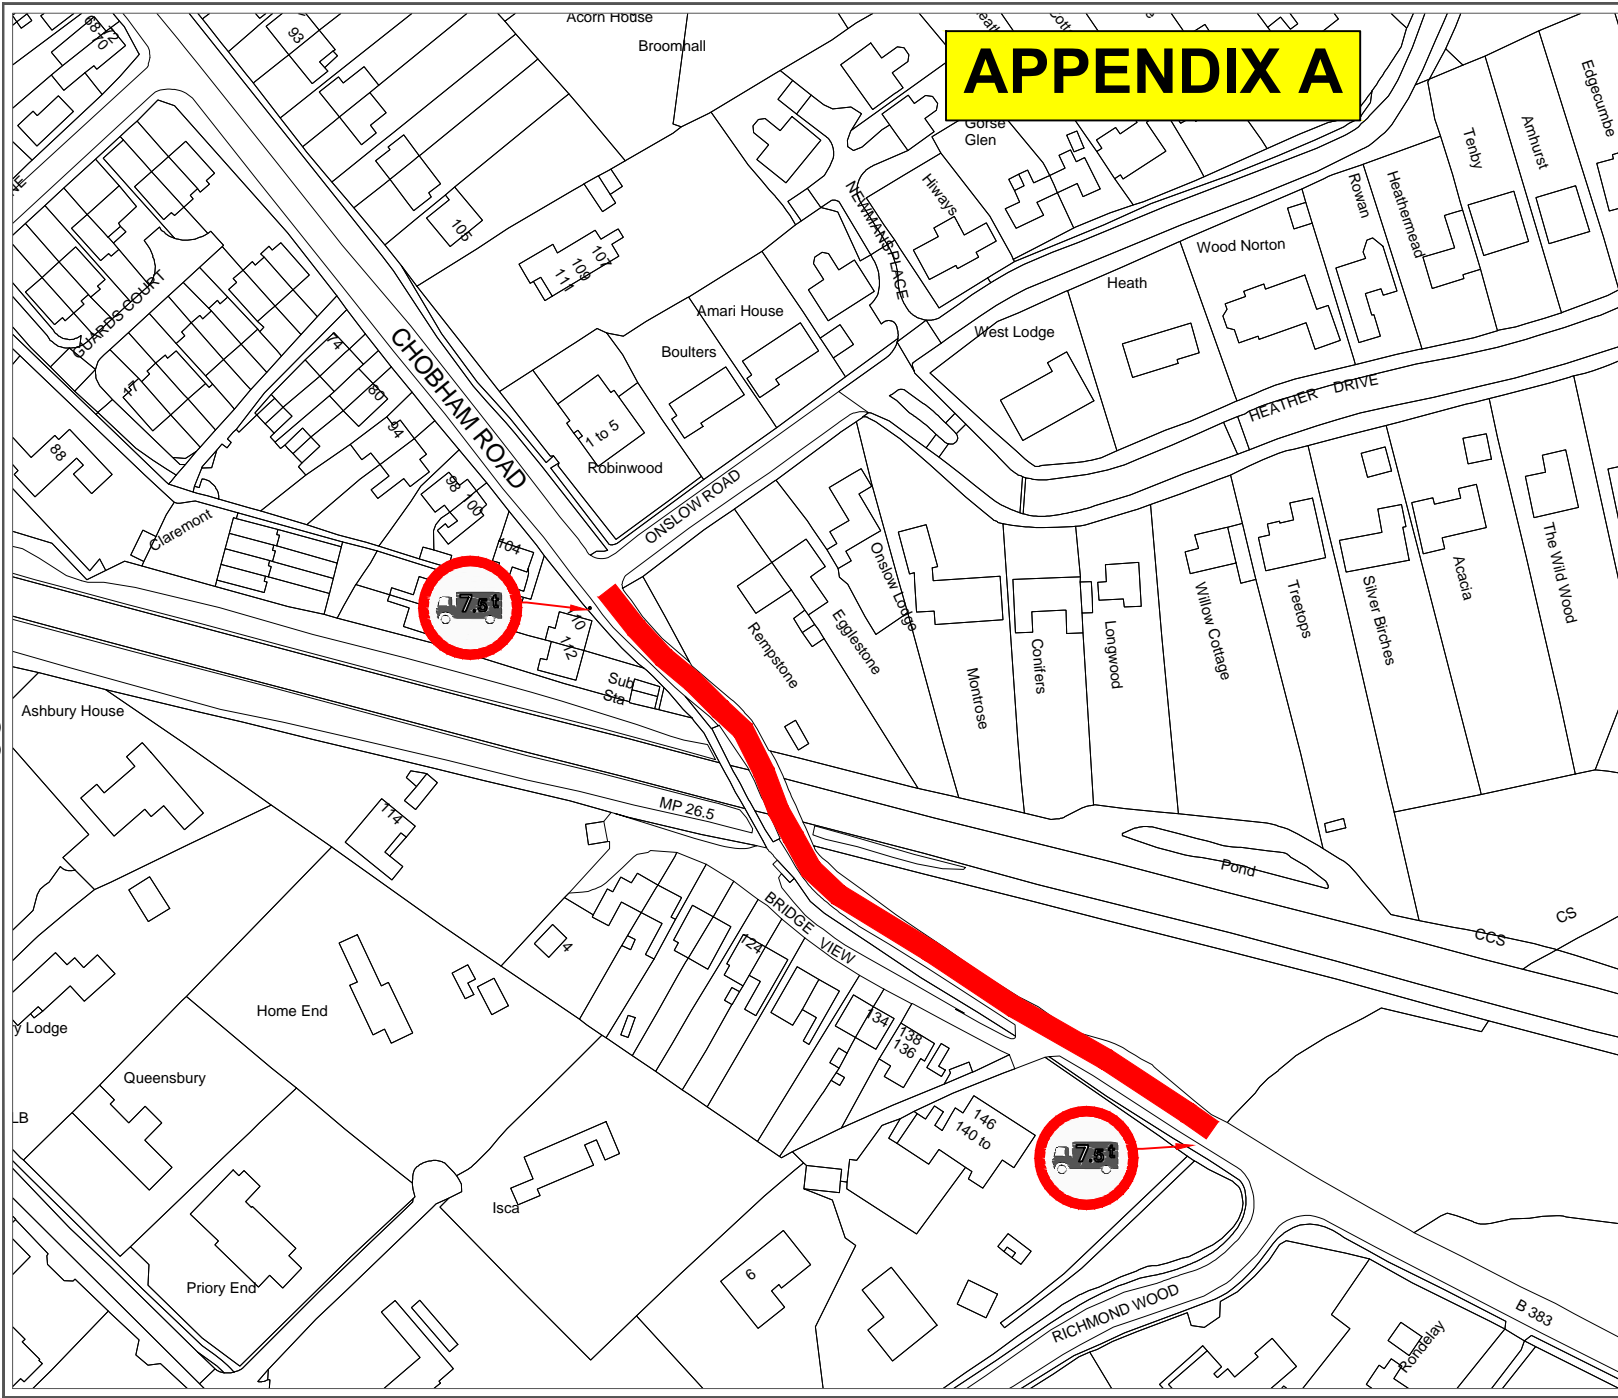 APPENDIX A
68
70
72
93
Acorn House
Broomhall
Gorse
Glen
Hiways
NEWMANS PLACE
Edgecumbe
Amhurst
Tenby
Heathermead
Rowan
Wood Norton
Heath
West Lodge
105
107
109
111
Amari House
Boulters
1 to 5
Robinwood
ONSLOW ROAD
CHOBHAM ROAD
HEATHER DRIVE
GUARDS COURT
17
74
80
94
88
98
100
104
Claremont
7.5t
110
112
Sub
Sta
Rempstone
Egglestone
Onslow Lodge
Montrose
Conifers
Longwood
Willow Cottage
Treetops
Silver Birches
Acacia
The Wild Wood
Ashbury House
MP 26.5
114
Pond
CCS
CS
BRIDGE VIEW
4
124
134
138
136
146
140 to
7.5t
y Lodge
Home End
Queensbury
LB
Isca
Priory End
6
RICHMOND WOOD
B 383
Rondelay